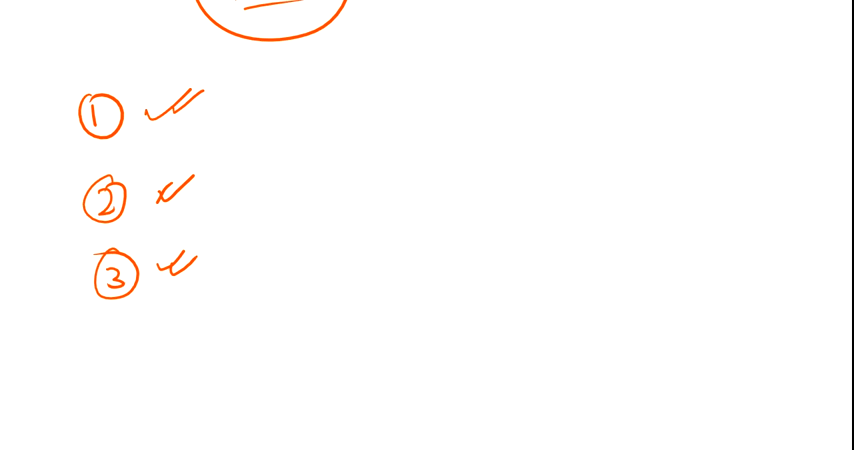 1 ✓
2 ✓
3 ✓